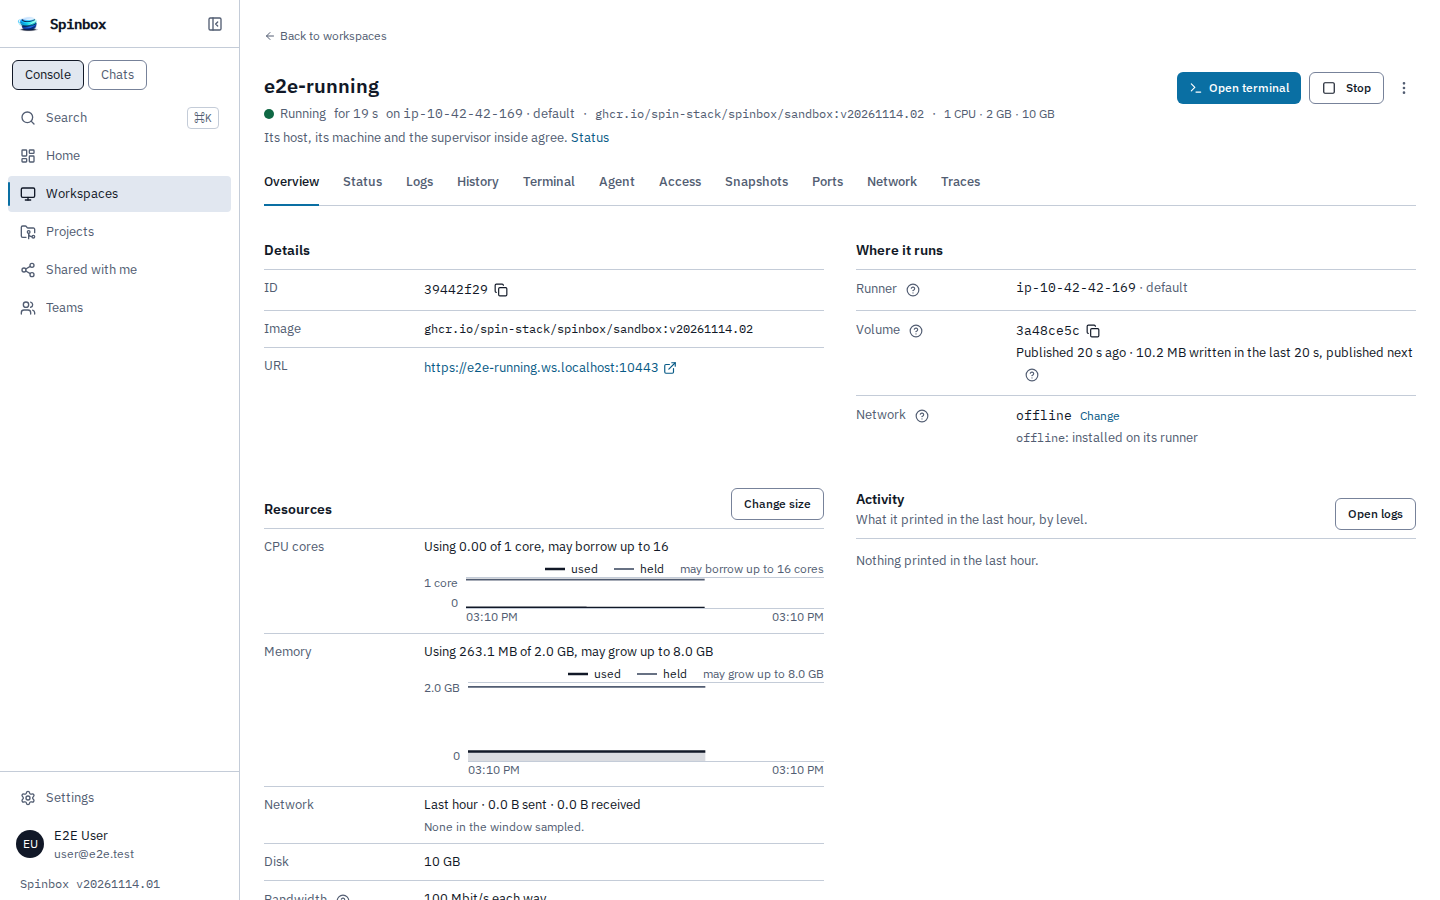 Spinbox
Console
Chats
Search
⌘K
Home
Workspaces
Projects
Shared with me
Teams
Settings
EU
E2E User
user@e2e.test
Spinbox v20261114.01
Back to workspaces
e2e-running
Open terminal
Stop
Running for 19 s on ip-10-42-42-169 · default · ghcr.io/spin-stack/spinbox/sandbox:v20261114.02 · 1 CPU · 2 GB · 10 GB
Its host, its machine and the supervisor inside agree. Status
Overview
Status
Logs
History
Terminal
Agent
Access
Snapshots
Ports
Network
Traces
Details
ID
39442f29
Image
ghcr.io/spin-stack/spinbox/sandbox:v20261114.02
URL
https://e2e-running.ws.localhost:10443
Where it runs
Runner
ip-10-42-42-169 · default
Volume
3a48ce5c
Published 20 s ago · 10.2 MB written in the last 20 s, published next
Network
offline Change
offline: installed on its runner
Resources
Change size
CPU cores
Using 0.00 of 1 core, may borrow up to 16
used
held
may borrow up to 16 cores
1 core
0
03:10 PM
03:10 PM
Memory
Using 263.1 MB of 2.0 GB, may grow up to 8.0 GB
used
held
may grow up to 8.0 GB
2.0 GB
0
03:10 PM
03:10 PM
Network
Last hour · 0.0 B sent · 0.0 B received
None in the window sampled.
Disk
10 GB
Bandwidth
100 Mbit/s each way
Activity
What it printed in the last hour, by level.
Open logs
Nothing printed in the last hour.